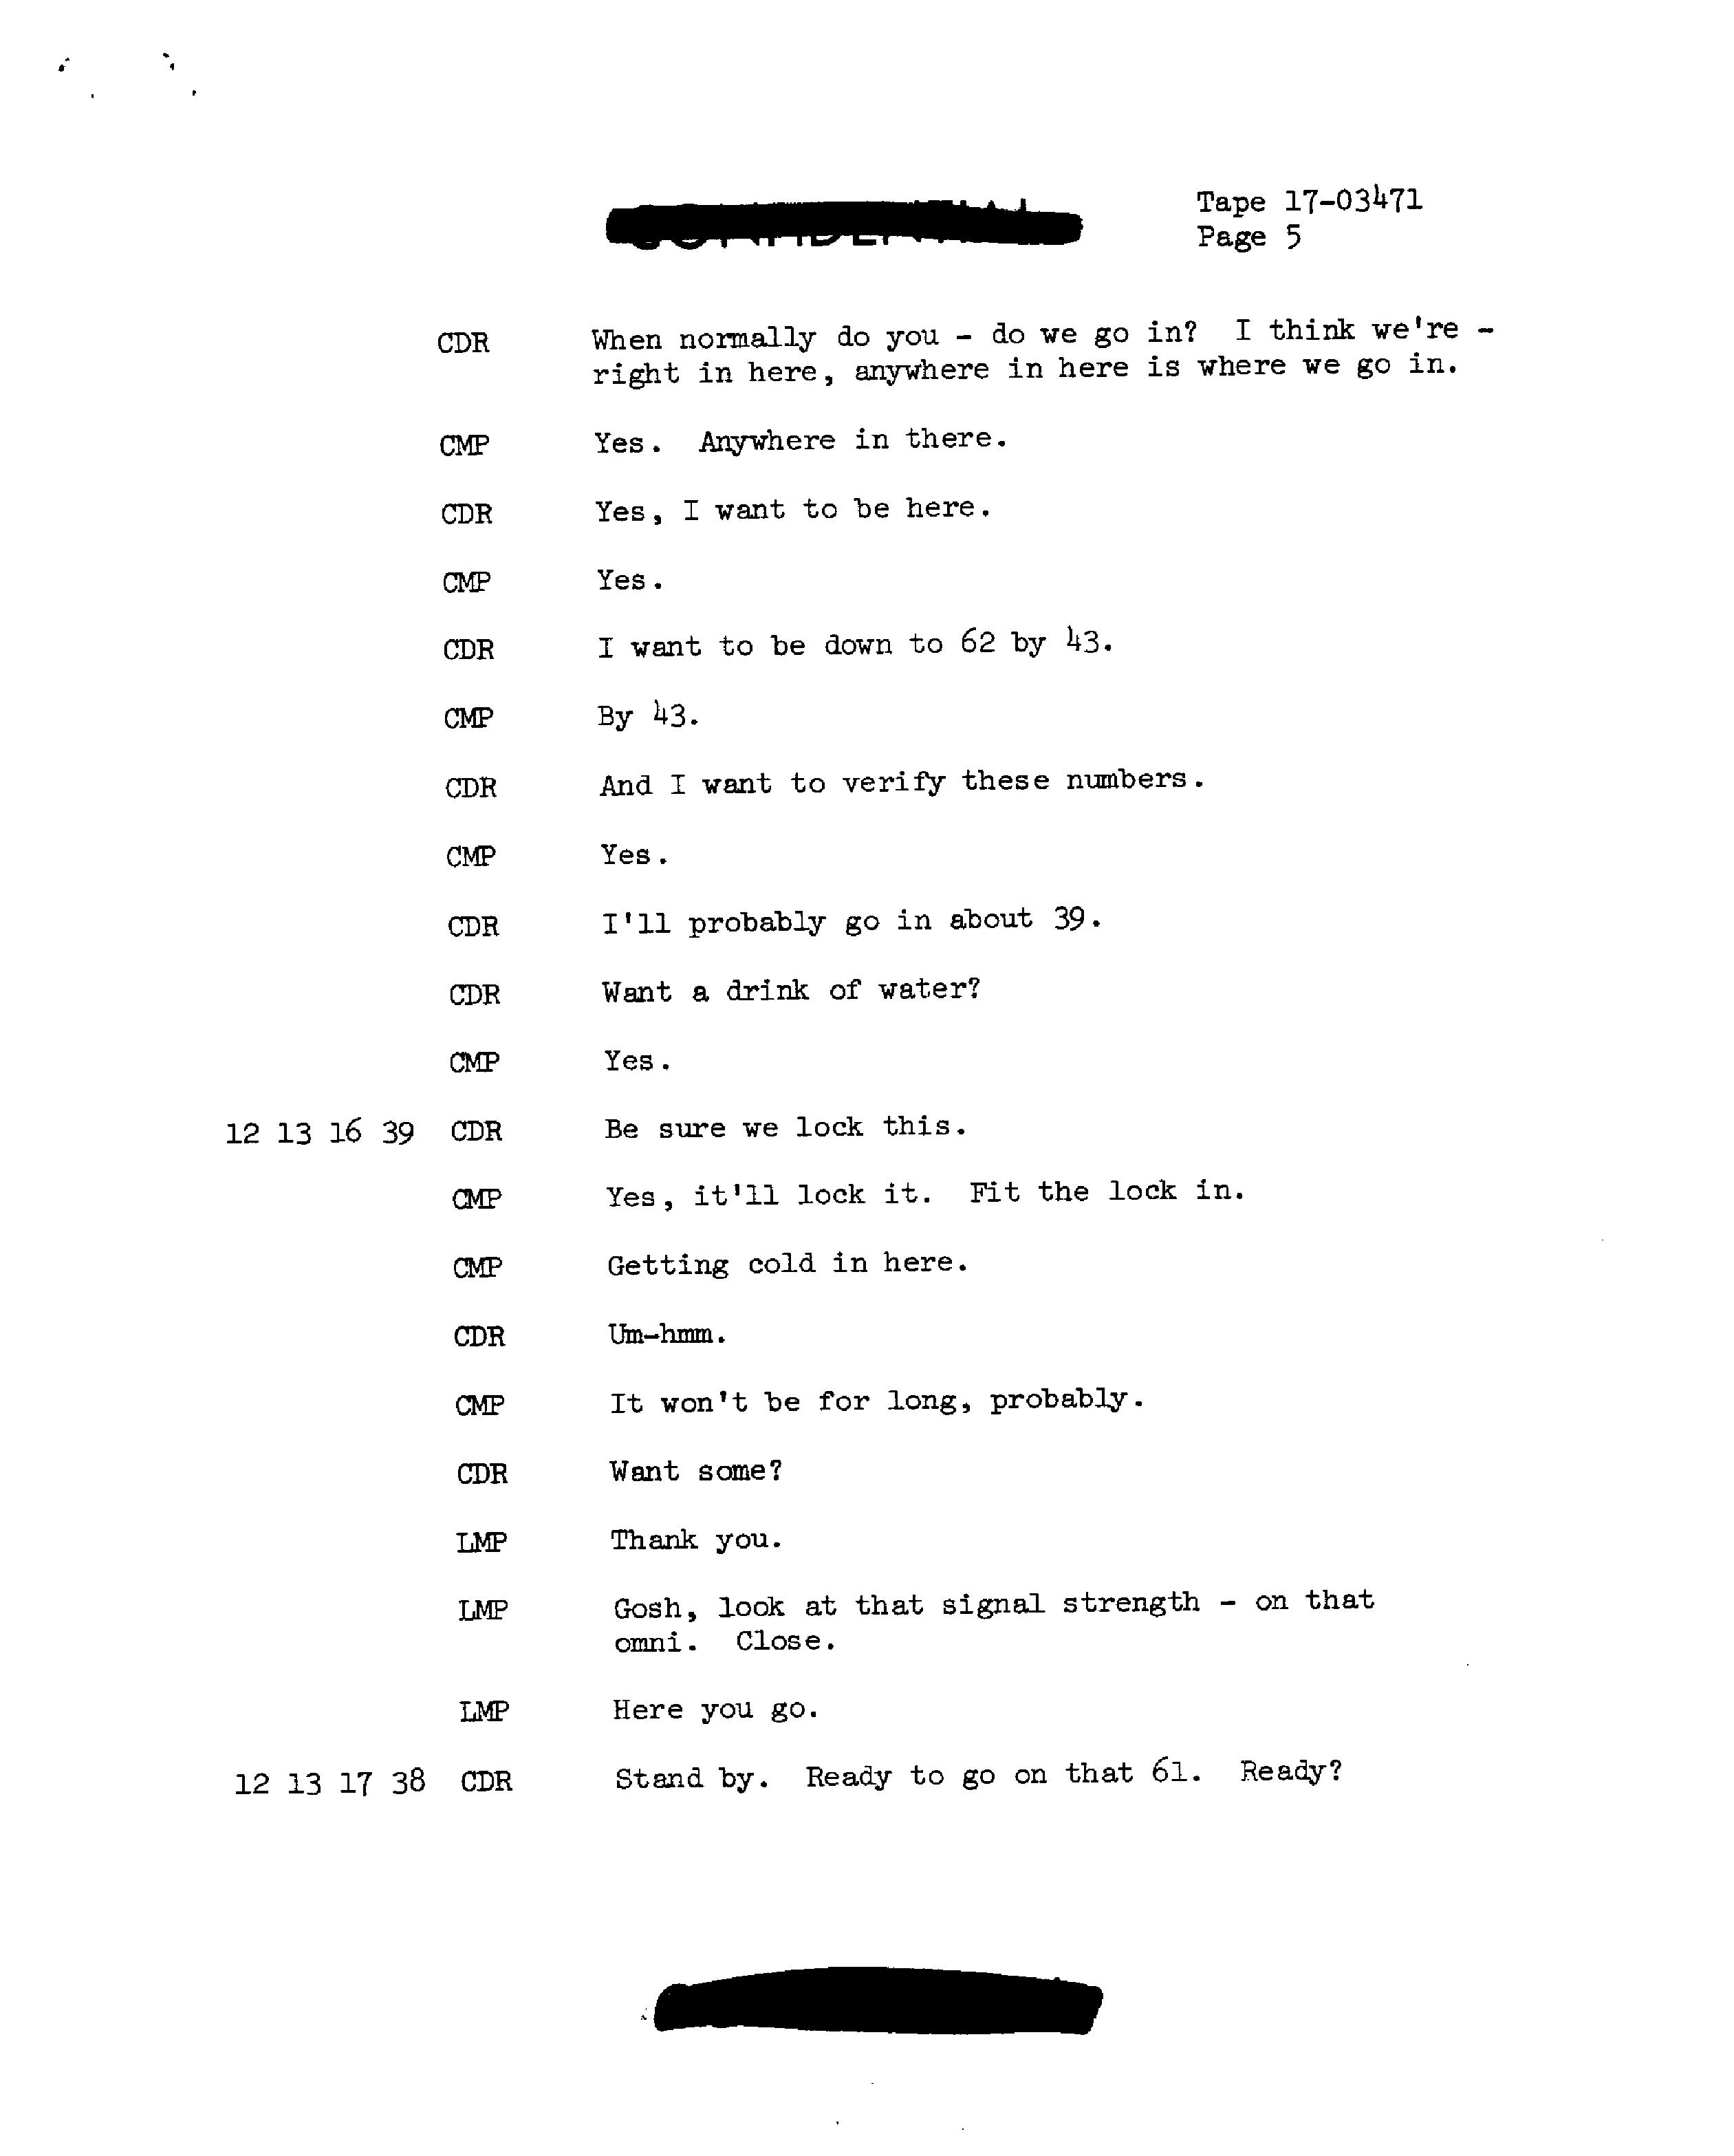 Tape 17-03471
Page 5
CDR When normally do you - do we go in? I think we're -
right in here, anywhere in here is where we go in.
CMP Yes. Anywhere in there.
CDR Yes, I want to be here.
CMP Yes.
CDR I want to be down to 62 by 43.
CMP By 43.
CDR And I want to verify these numbers.
CMP Yes.
CDR I'll probably go in about 39.
CDR Want a drink of water?
CMP Yes.
12 13 16 39 CDR Be sure we lock this.
CMP Yes, it'll lock it. Fit the lock in.
CMP Getting cold in here.
CDR Um-hmm.
CMP It won't be for long, probably.
CDR Want some?
LMP Thank you.
LMP Gosh, look at that signal strength - on that
omni. Close.
LMP Here you go.
12 13 17 38 CDR Stand by. Ready to go on that 61. Ready?